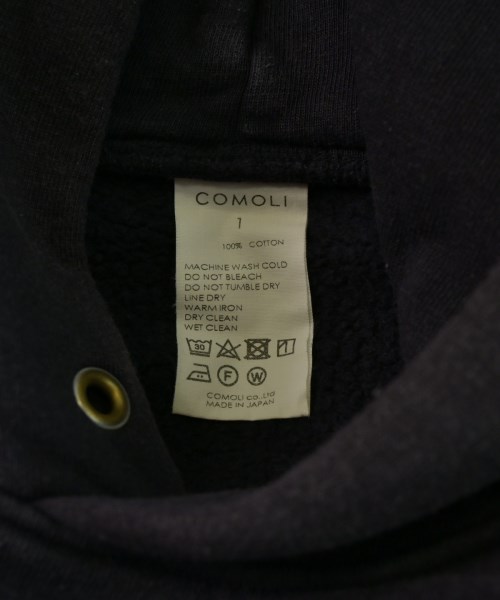 COMOLI
1
100% COTTON
MACHINE WASH COLD
DO NOT BLEACH
DO NOT TUMBLE DRY
LINE DRY
WARM IRON
DRY CLEAN
WET CLEAN
30
F W
COMOLI co.,Ltd
MADE IN JAPAN